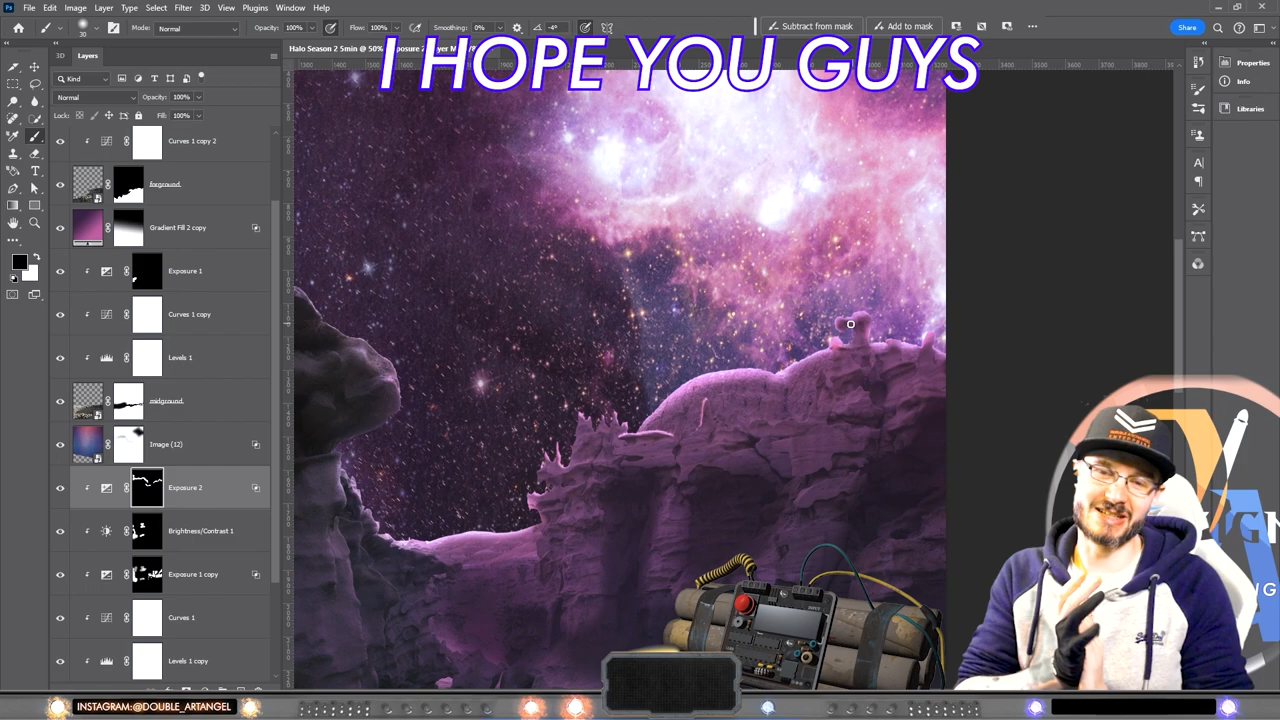 File Edit Image Layer Type Select Filter 3D View Plugins Window Help
Mode: Normal Opacity: 100% Flow: 100% Smoothing: 0% -4° Subtract from mask Add to mask Share
I HOPE YOU GUYS
3D Layers
Kind
Normal Opacity: 100%
Lock: Fill: 100%
Curves 1 copy 2
forground
Gradient Fill 2 copy
Exposure 1
Curves 1 copy
Levels 1
midground
Image (12)
Exposure 2
Brightness/Contrast 1
Exposure 1 copy
Curves 1
Levels 1 copy
Properties
Info
Libraries
INSTAGRAM:@DOUBLE_ARTANGEL